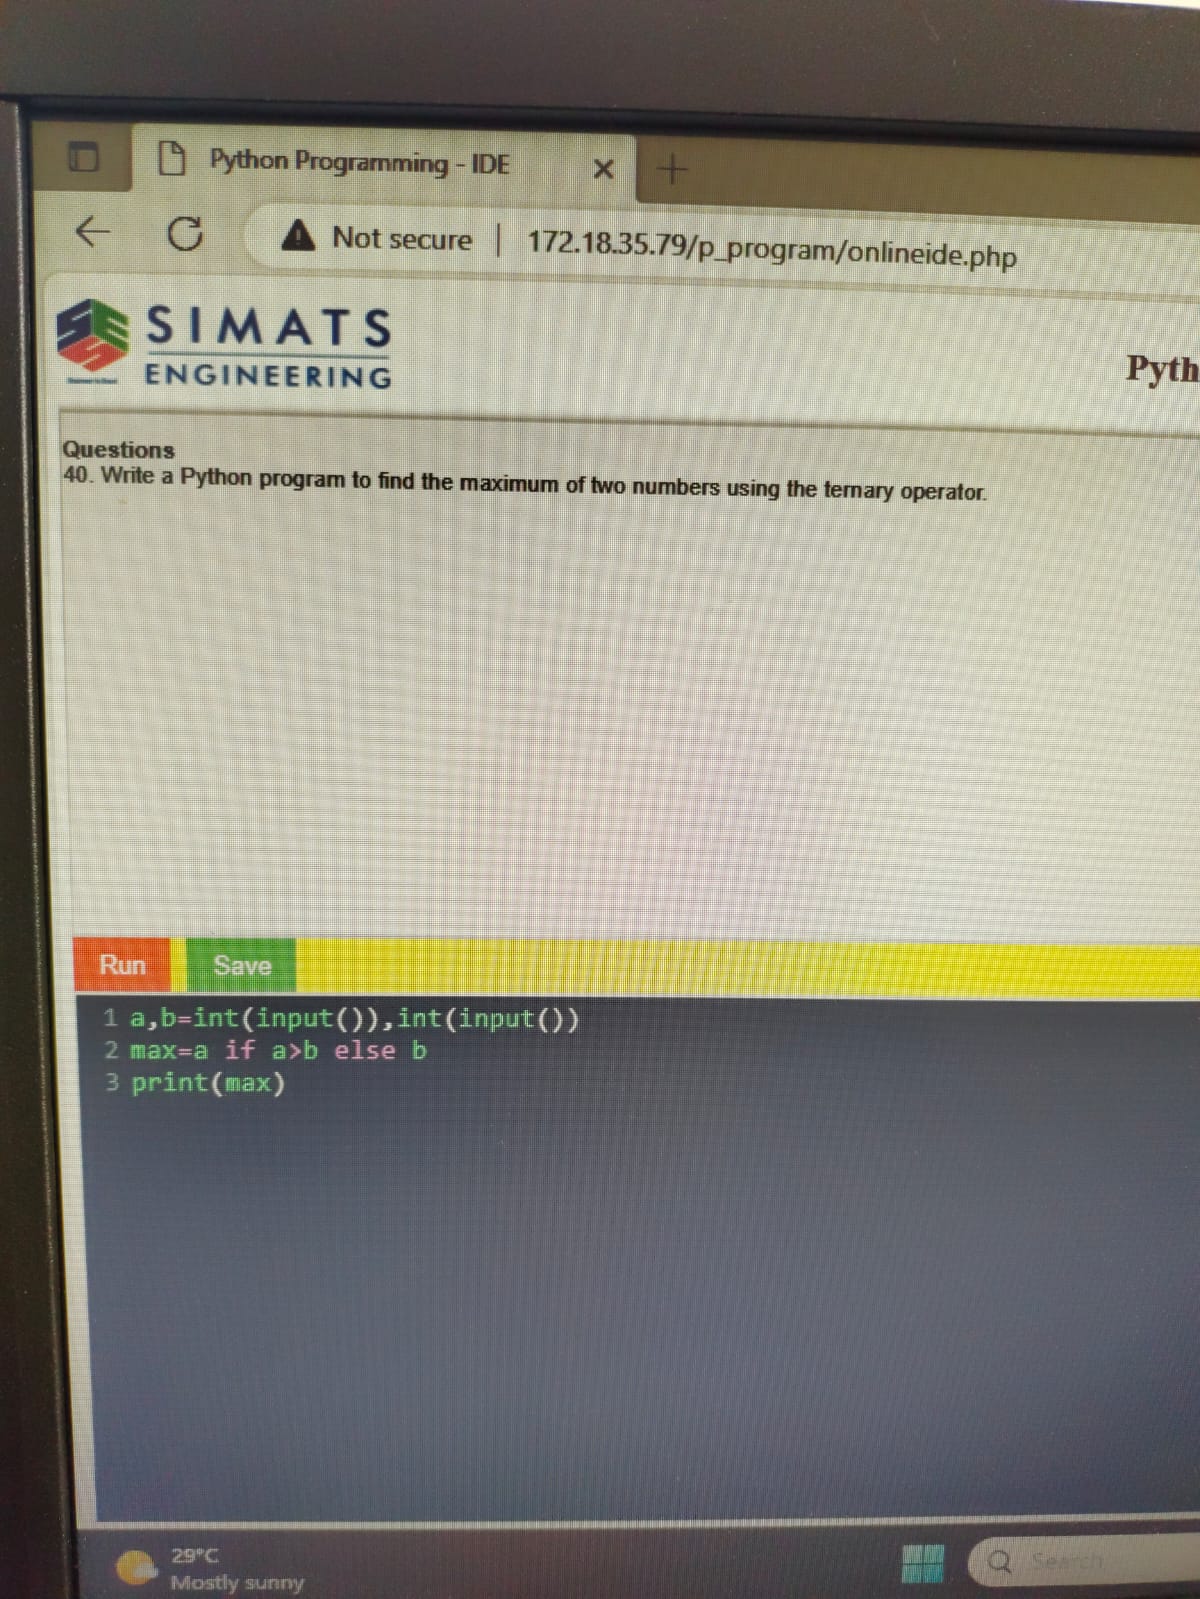 Python Programming - IDE
Not secure | 172.18.35.79/p_program/onlineide.php
SIMATS
ENGINEERING
Pyth
Questions
40. Write a Python program to find the maximum of two numbers using the ternary operator.
Run Save
1 a,b=int(input()),int(input())
2 max=a if a>b else b
3 print(max)
29°C
Mostly sunny
Search